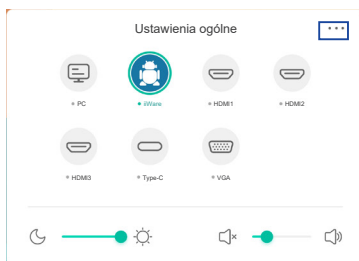 Ustawienia ogólne
PC
iWare
HDMI1
HDMI2
HDMI3
Type-C
VGA